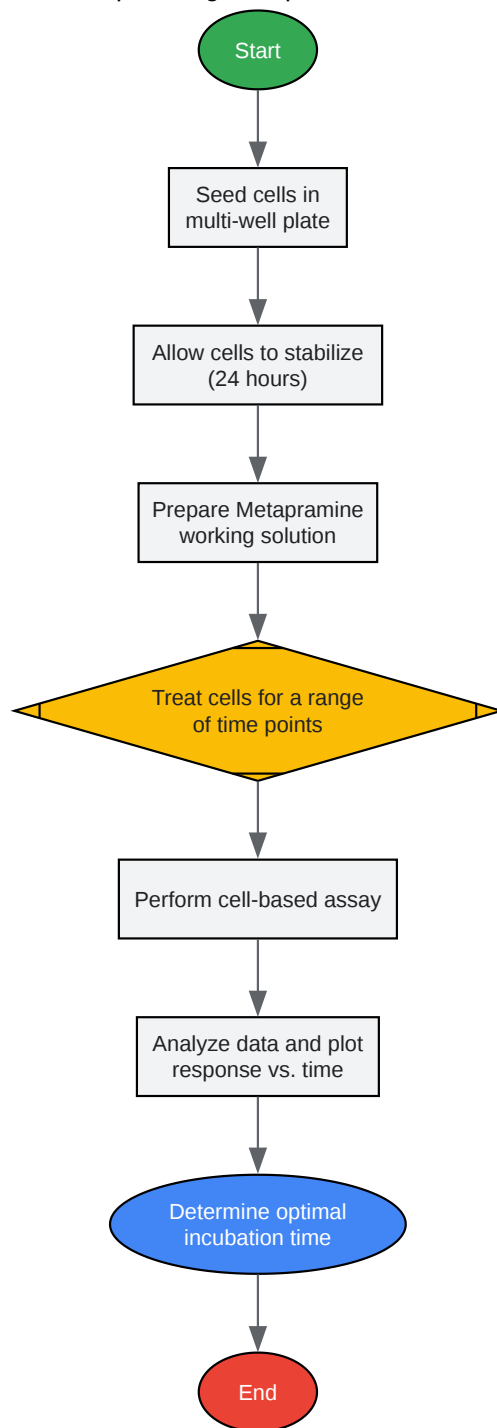 Start
Seed cells in
multi-well plate
Allow cells to stabilize
(24 hours)
Prepare Metapramine
working solution
Treat cells for a range
of time points
Perform cell-based assay
Analyze data and plot
response vs. time
Determine optimal
incubation time
End